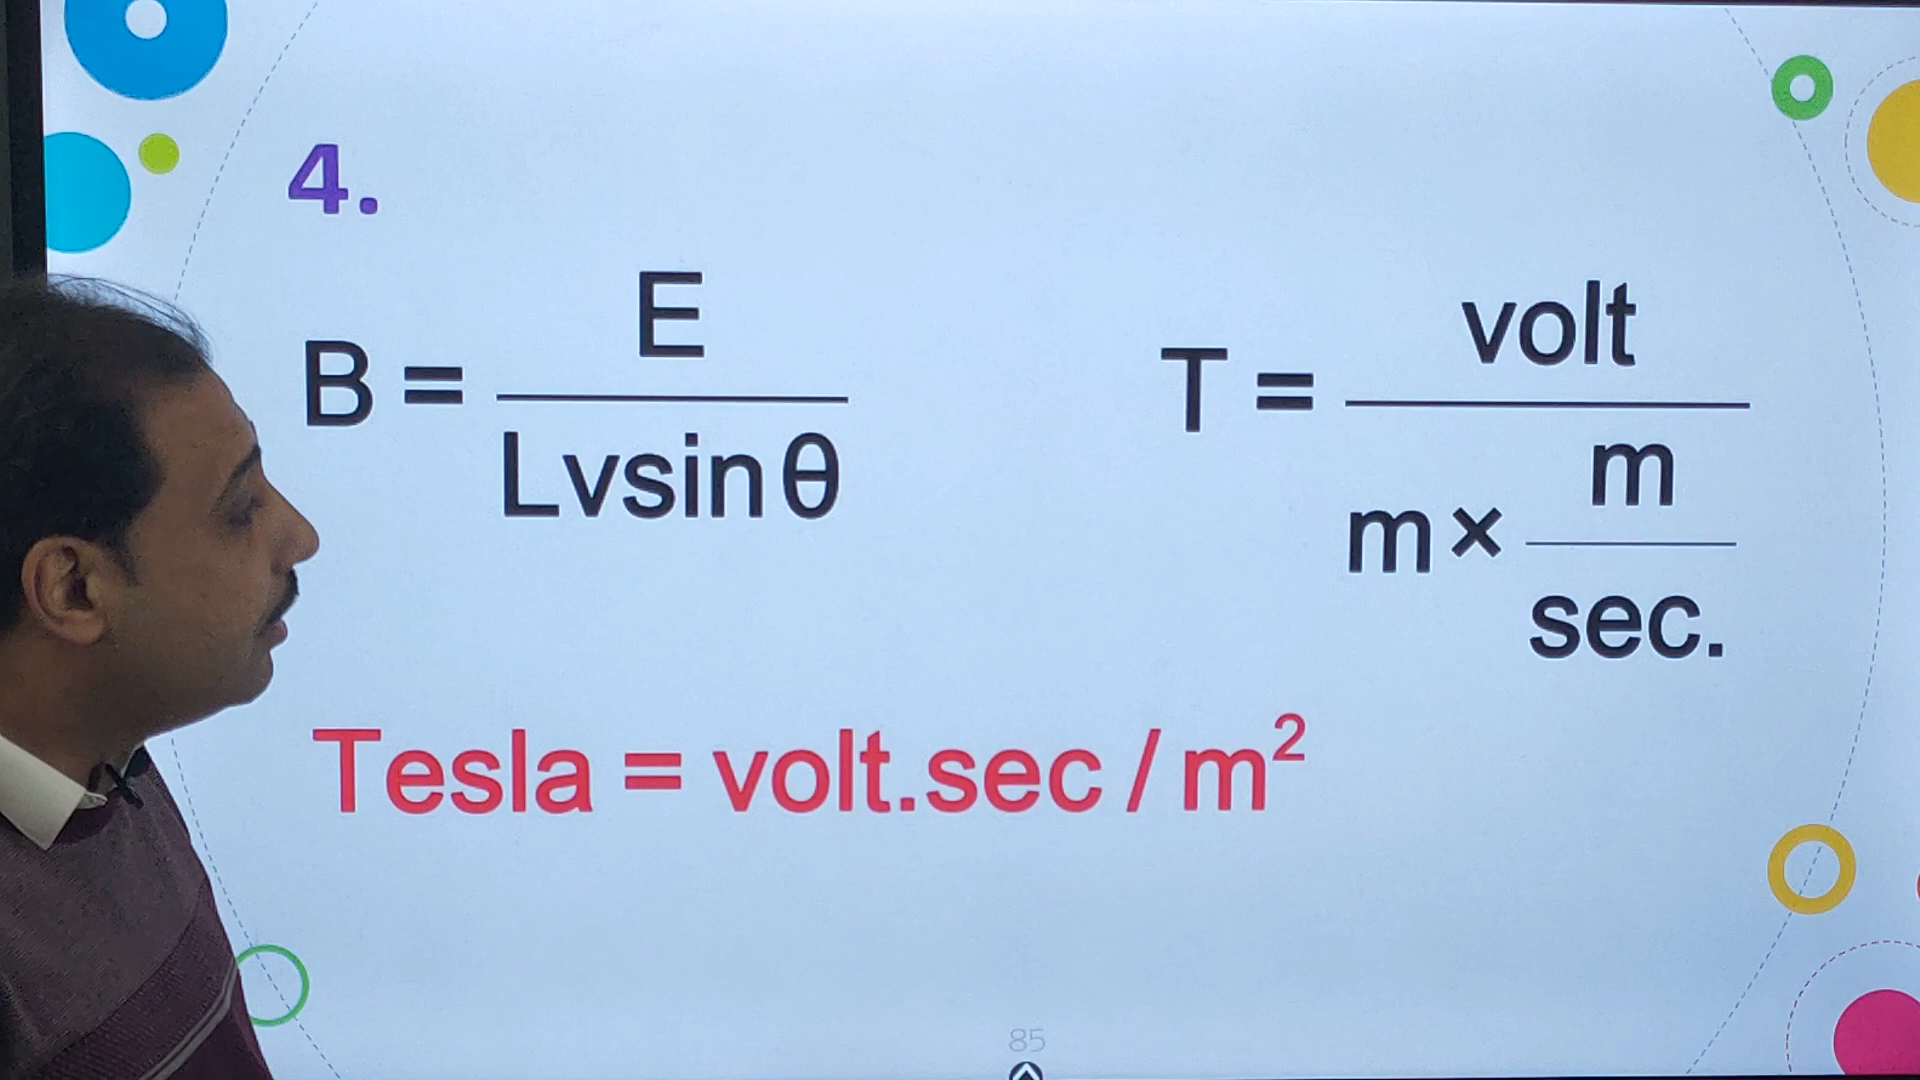 4.
B = E / Lvsinθ
T = volt / m × m / sec.
Tesla = volt.sec / m²
85